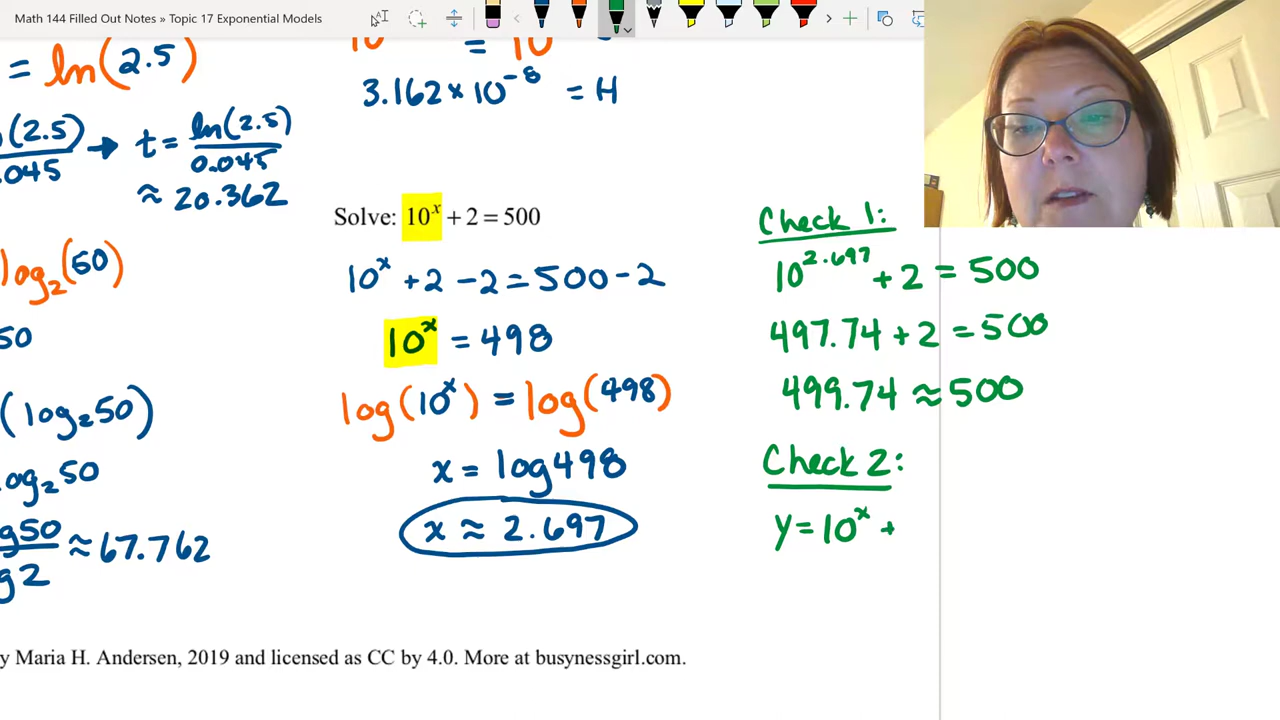 Math 144 Filled Out Notes » Topic 17 Exponential Models
= ln(2.5)
(2.5)
.045
→ t = ln(2.5)
0.045
≈ 20.362
log₂(50)
50
(log₂50)
log₂50
g50
g2
≈ 67.762
10
= 10
3.162×10⁻⁸ = H
Solve: 10ˣ + 2 = 500
10ˣ + 2 - 2 = 500 - 2
10ˣ = 498
log(10ˣ) = log(498)
x = log498
x ≈ 2.697
Check 1:
10^2.697 + 2 = 500
497.74 + 2 = 500
499.74 ≈ 500
Check 2:
y = 10ˣ +
y Maria H. Andersen, 2019 and licensed as CC by 4.0. More at busynessgirl.com.